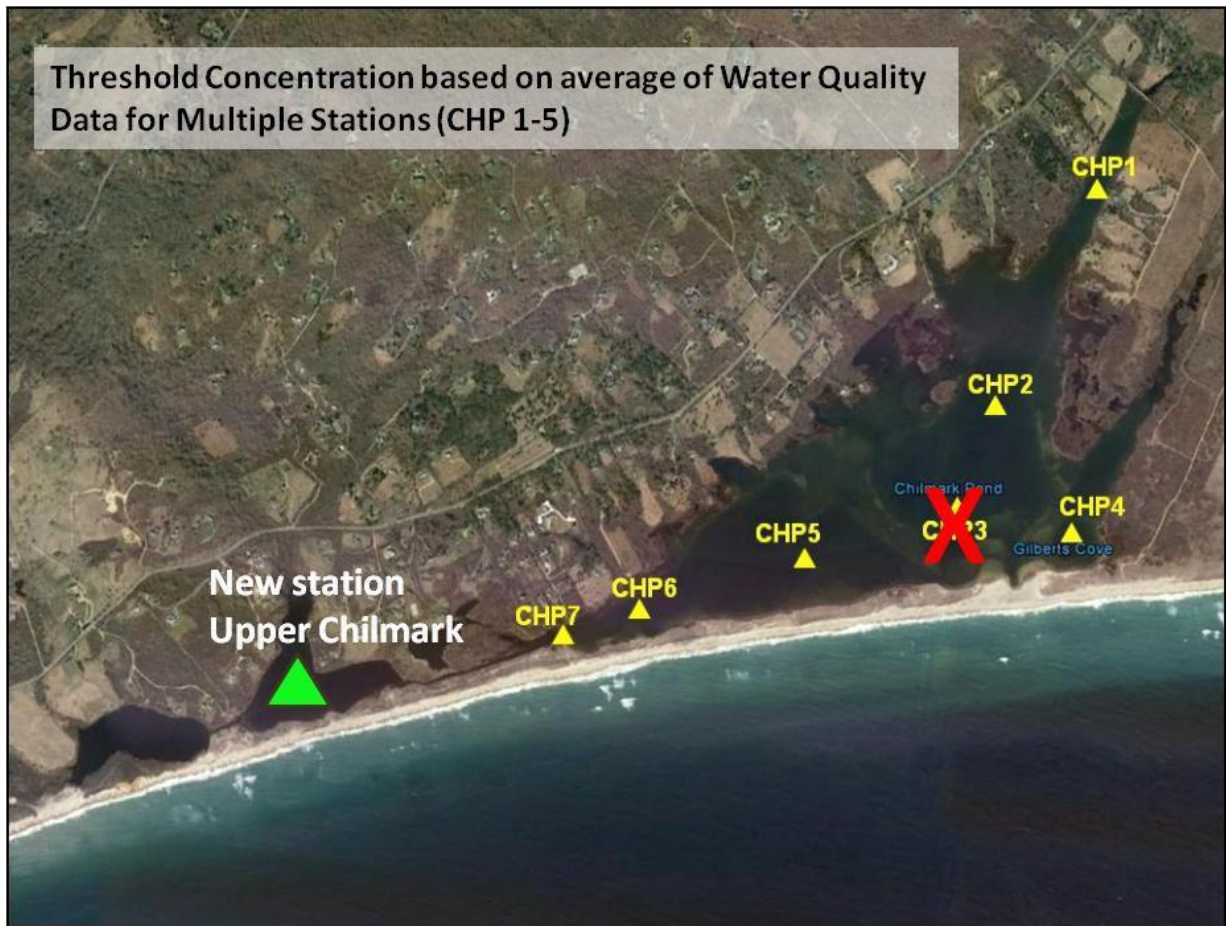 Threshold Concentration based on average of Water Quality
Data for Multiple Stations (CHP 1-5)
CHP1
CHP2
Chilmark Pond
CHP3
CHP4
Gilberts Cove
CHP5
CHP6
CHP7
New station
Upper Chilmark
X